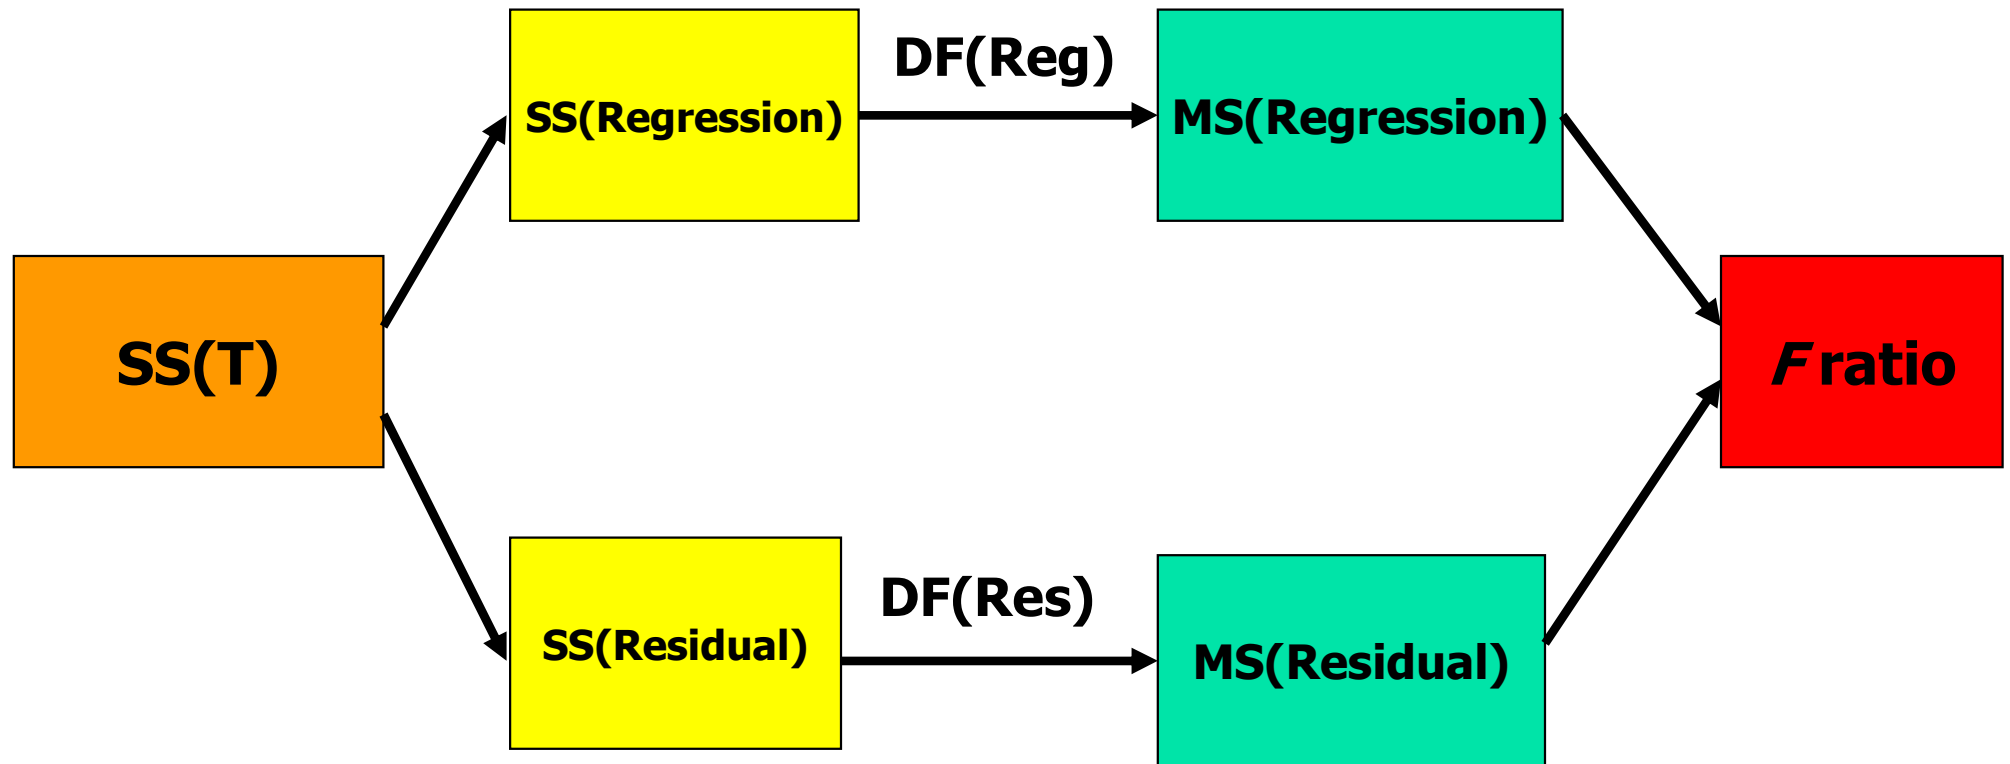 DF(Reg)
SS(Regression)
MS(Regression)
SS(T)
F ratio
DF(Res)
SS(Residual)
MS(Residual)